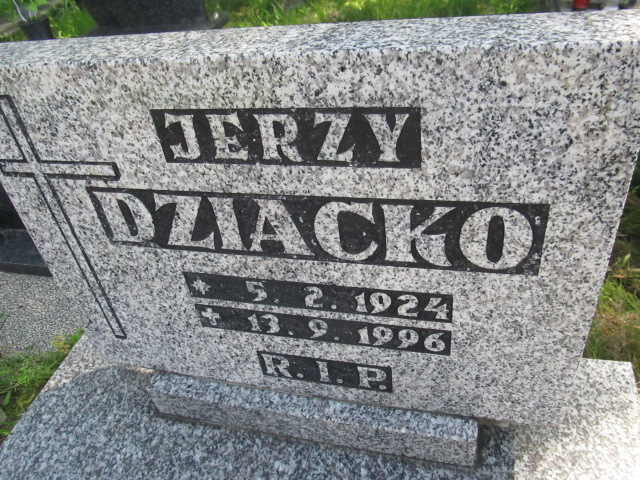 JERZY
DZIACKO
* 5. 2. 1924
† 13. 9. 1996
R. I. P.